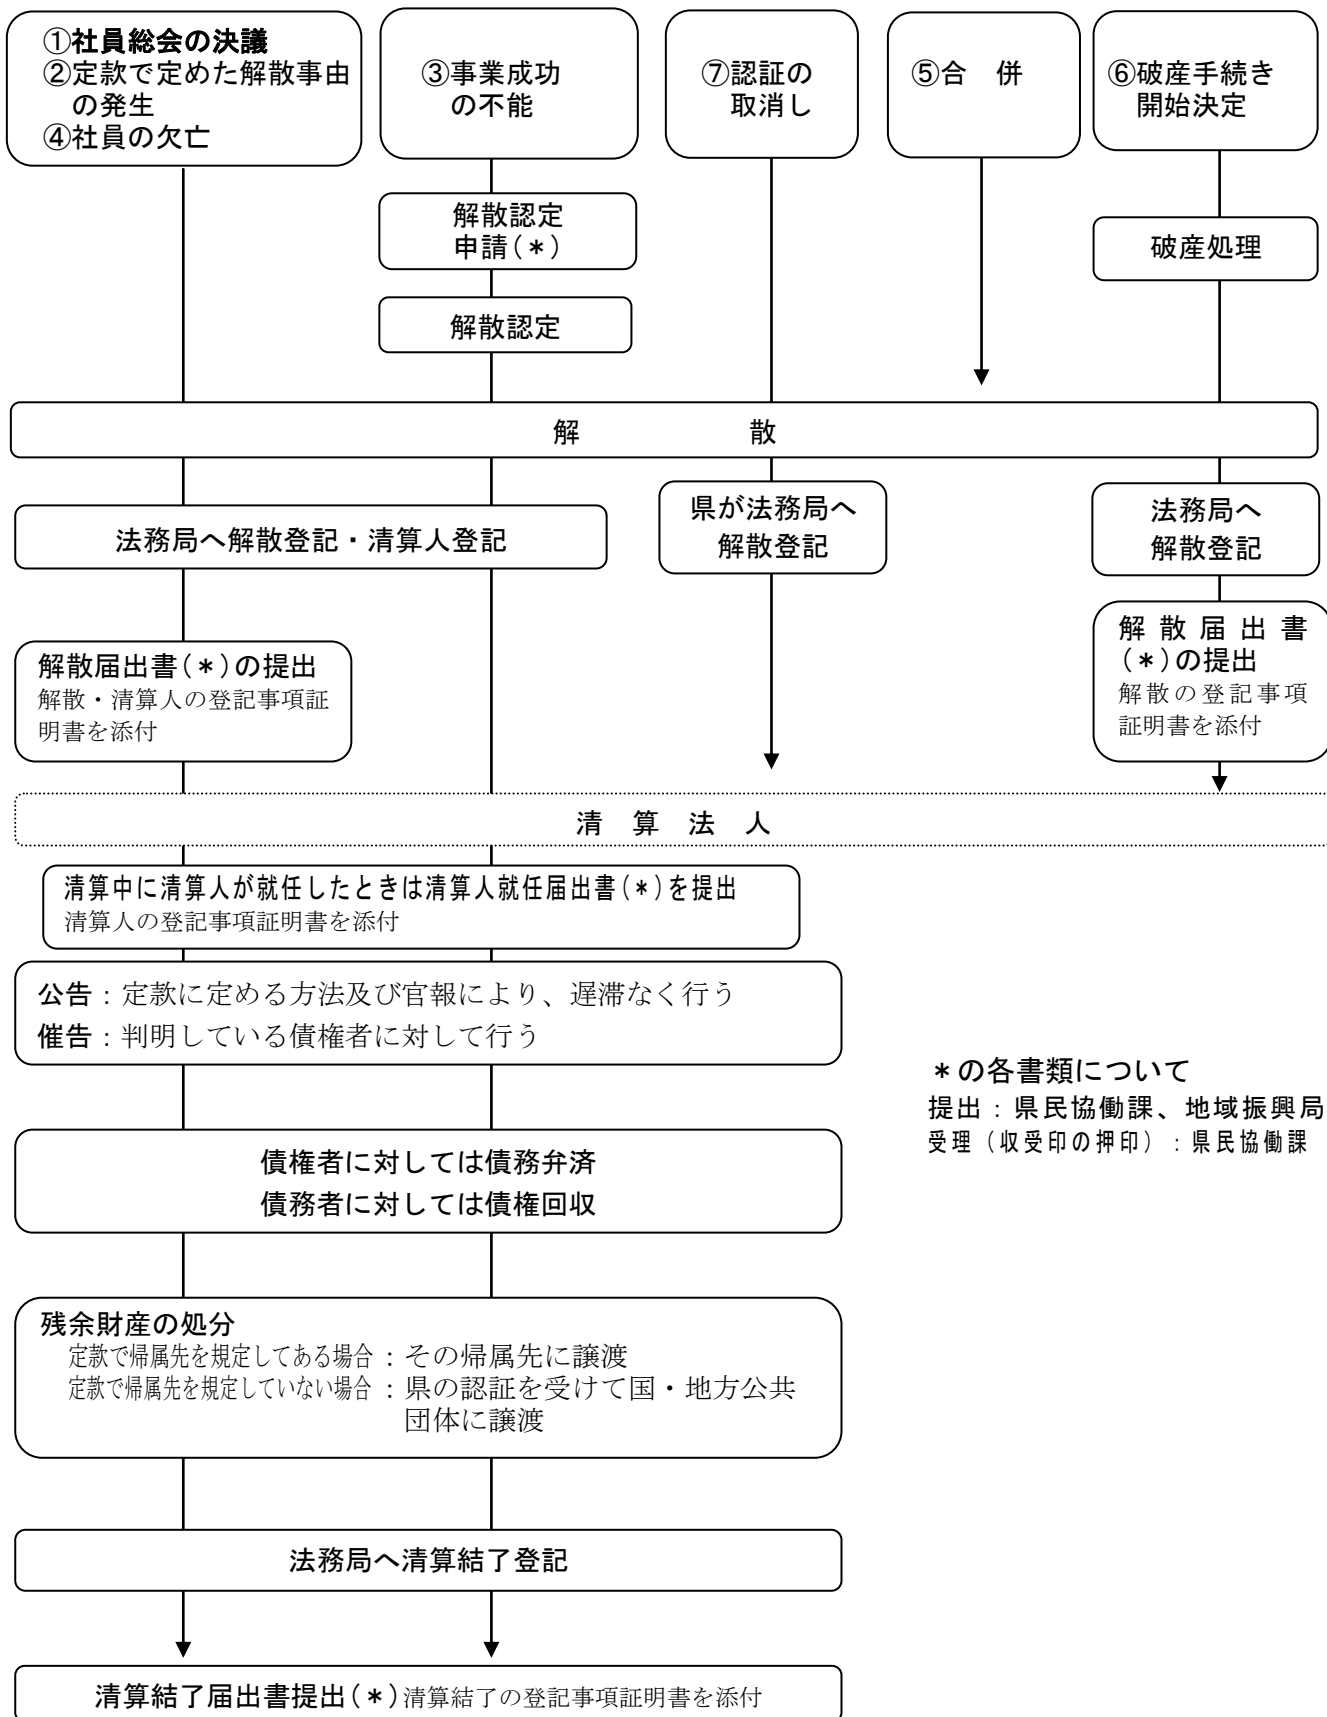 ①社員総会の決議
②定款で定めた解散事由
の発生
④社員の欠亡
③事業成功
の不能
⑦認証の
取消し
⑤合　併
⑥破産手続き
開始決定
解散認定
申請(＊)
破産処理
解散認定
解　　　　　　散
法務局へ解散登記・清算人登記
県が法務局へ
解散登記
法務局へ
解散登記
解散届出書(＊)の提出
解散・清算人の登記事項証
明書を添付
解 散 届 出 書
(＊)の提出
解散の登記事項
証明書を添付
清　算　法　人
清算中に清算人が就任したときは清算人就任届出書(＊)を提出
清算人の登記事項証明書を添付
公告：定款に定める方法及び官報により、遅滞なく行う
催告：判明している債権者に対して行う
＊の各書類について
提出：県民協働課、地域振興局
受理（収受印の押印）：県民協働課
債権者に対しては債務弁済
債務者に対しては債権回収
残余財産の処分
定款で帰属先を規定してある場合：その帰属先に譲渡
定款で帰属先を規定していない場合：県の認証を受けて国・地方公共
団体に譲渡
法務局へ清算結了登記
清算結了届出書提出(＊)清算結了の登記事項証明書を添付